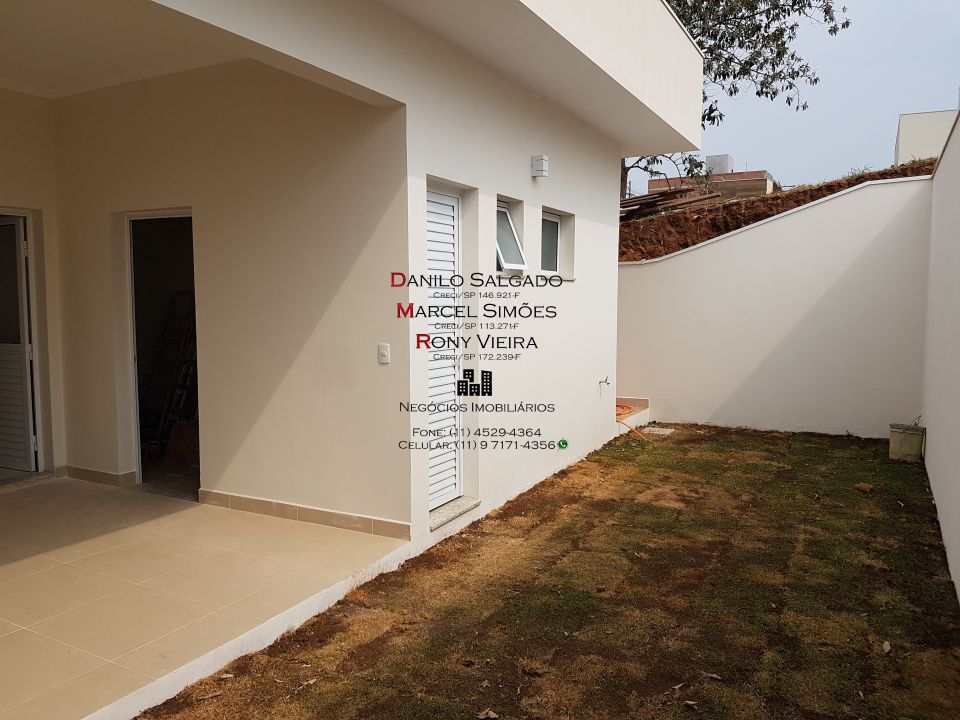 Danilo Salgado
Creci/SP 146.921-F
Marcel Simões
Creci/SP 113.271-F
Rony Vieira
Creci/SP 172.239-F
Negócios Imobiliários
Fone: (11) 4529-4364
Celular: (11) 9 7171-4356